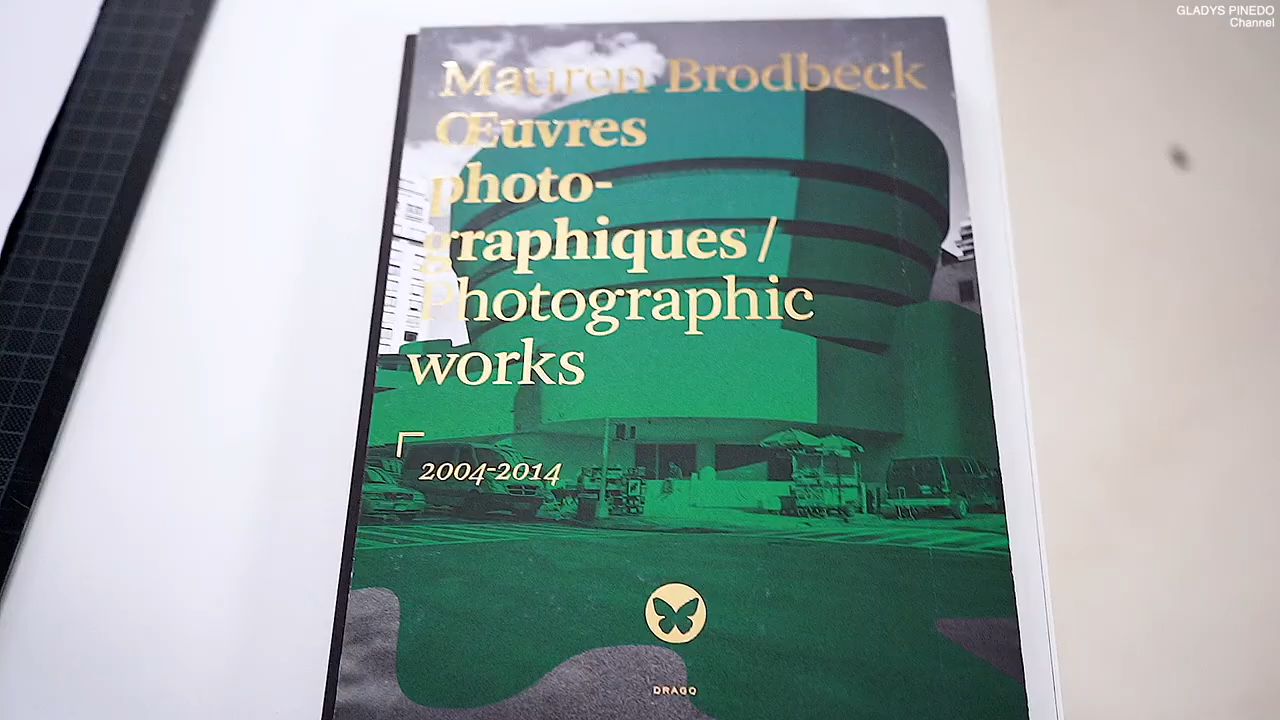 GLADYS PINEDO
Channel
Mauren Brodbeck
Œuvres
photo-
graphiques /
Photographic
works
2004-2014
DRAGO